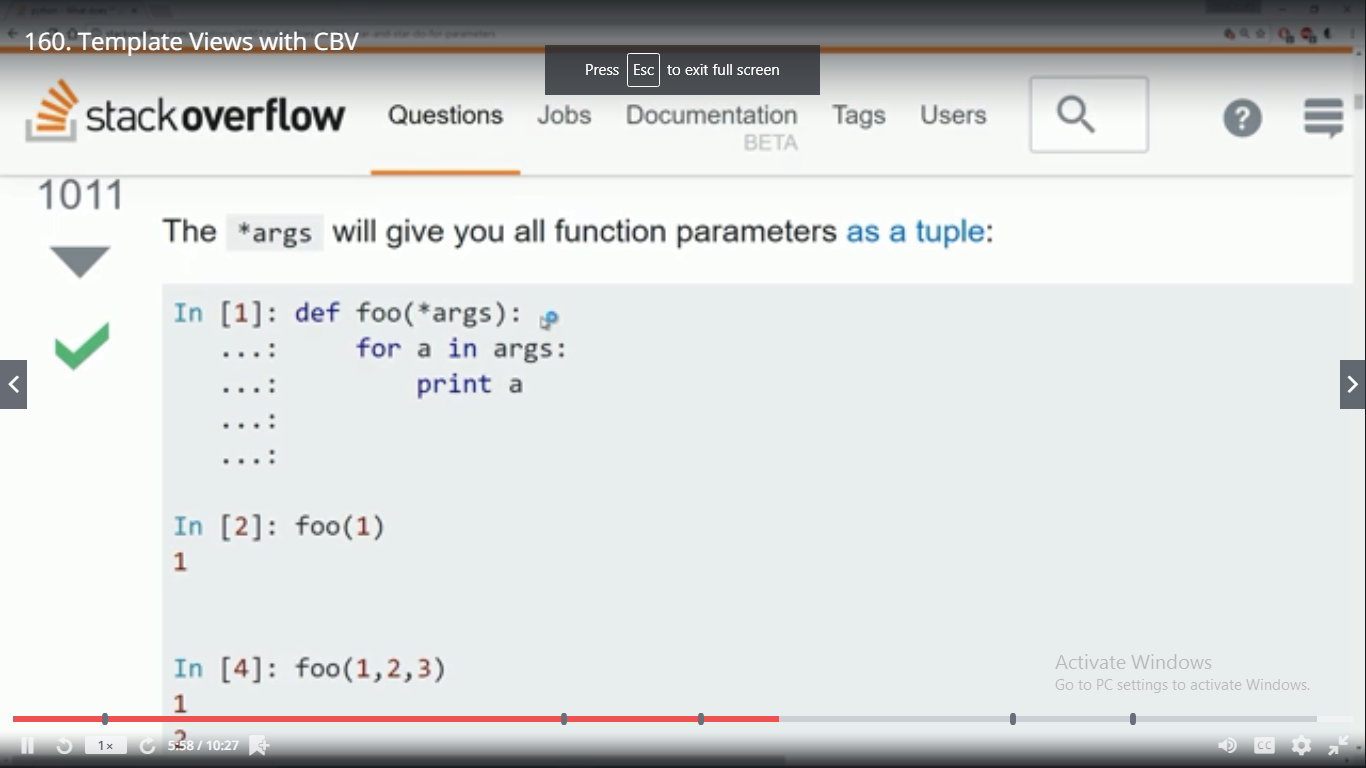 160. Template Views with CBV
Press Esc to exit full screen
stackoverflow Questions Jobs Documentation Tags Users
BETA
1011
The *args will give you all function parameters as a tuple:
In [1]: def foo(*args):
...: for a in args:
...: print a
...:
...:
In [2]: foo(1)
1
In [4]: foo(1,2,3)
1
2
Activate Windows
Go to PC settings to activate Windows.
1x 5:58 / 10:27 CC